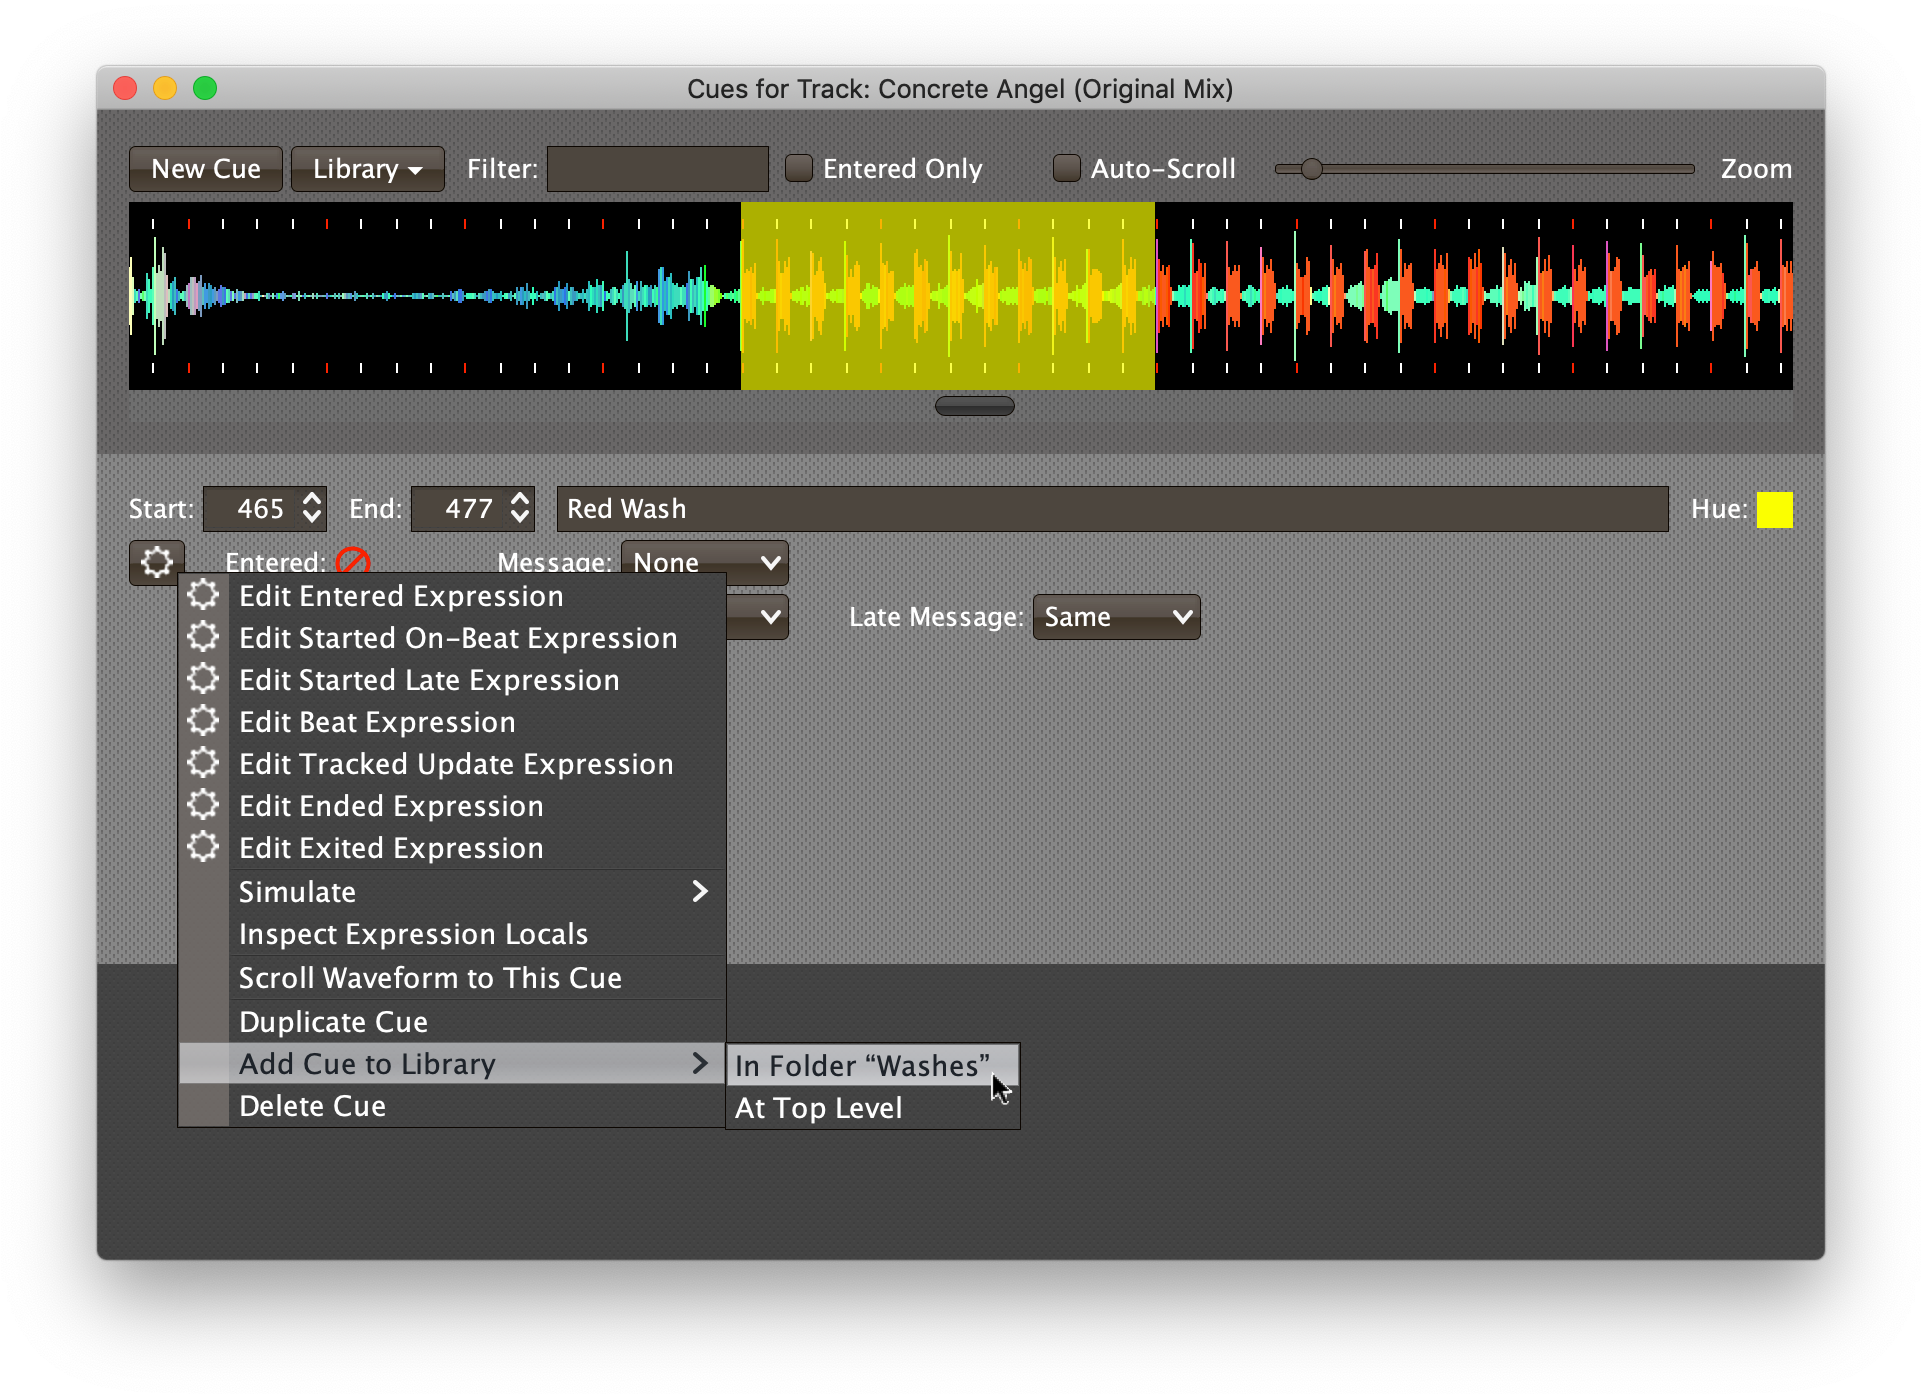 Cues for Track: Concrete Angel (Original Mix)
New Cue Library Filter: Entered Only Auto-Scroll Zoom
Start: 465 End: 477 Red Wash Hue:
Entered: Message: None
Late Message: Same
Edit Entered Expression
Edit Started On-Beat Expression
Edit Started Late Expression
Edit Beat Expression
Edit Tracked Update Expression
Edit Ended Expression
Edit Exited Expression
Simulate
Inspect Expression Locals
Scroll Waveform to This Cue
Duplicate Cue
Add Cue to Library
Delete Cue
In Folder “Washes”
At Top Level